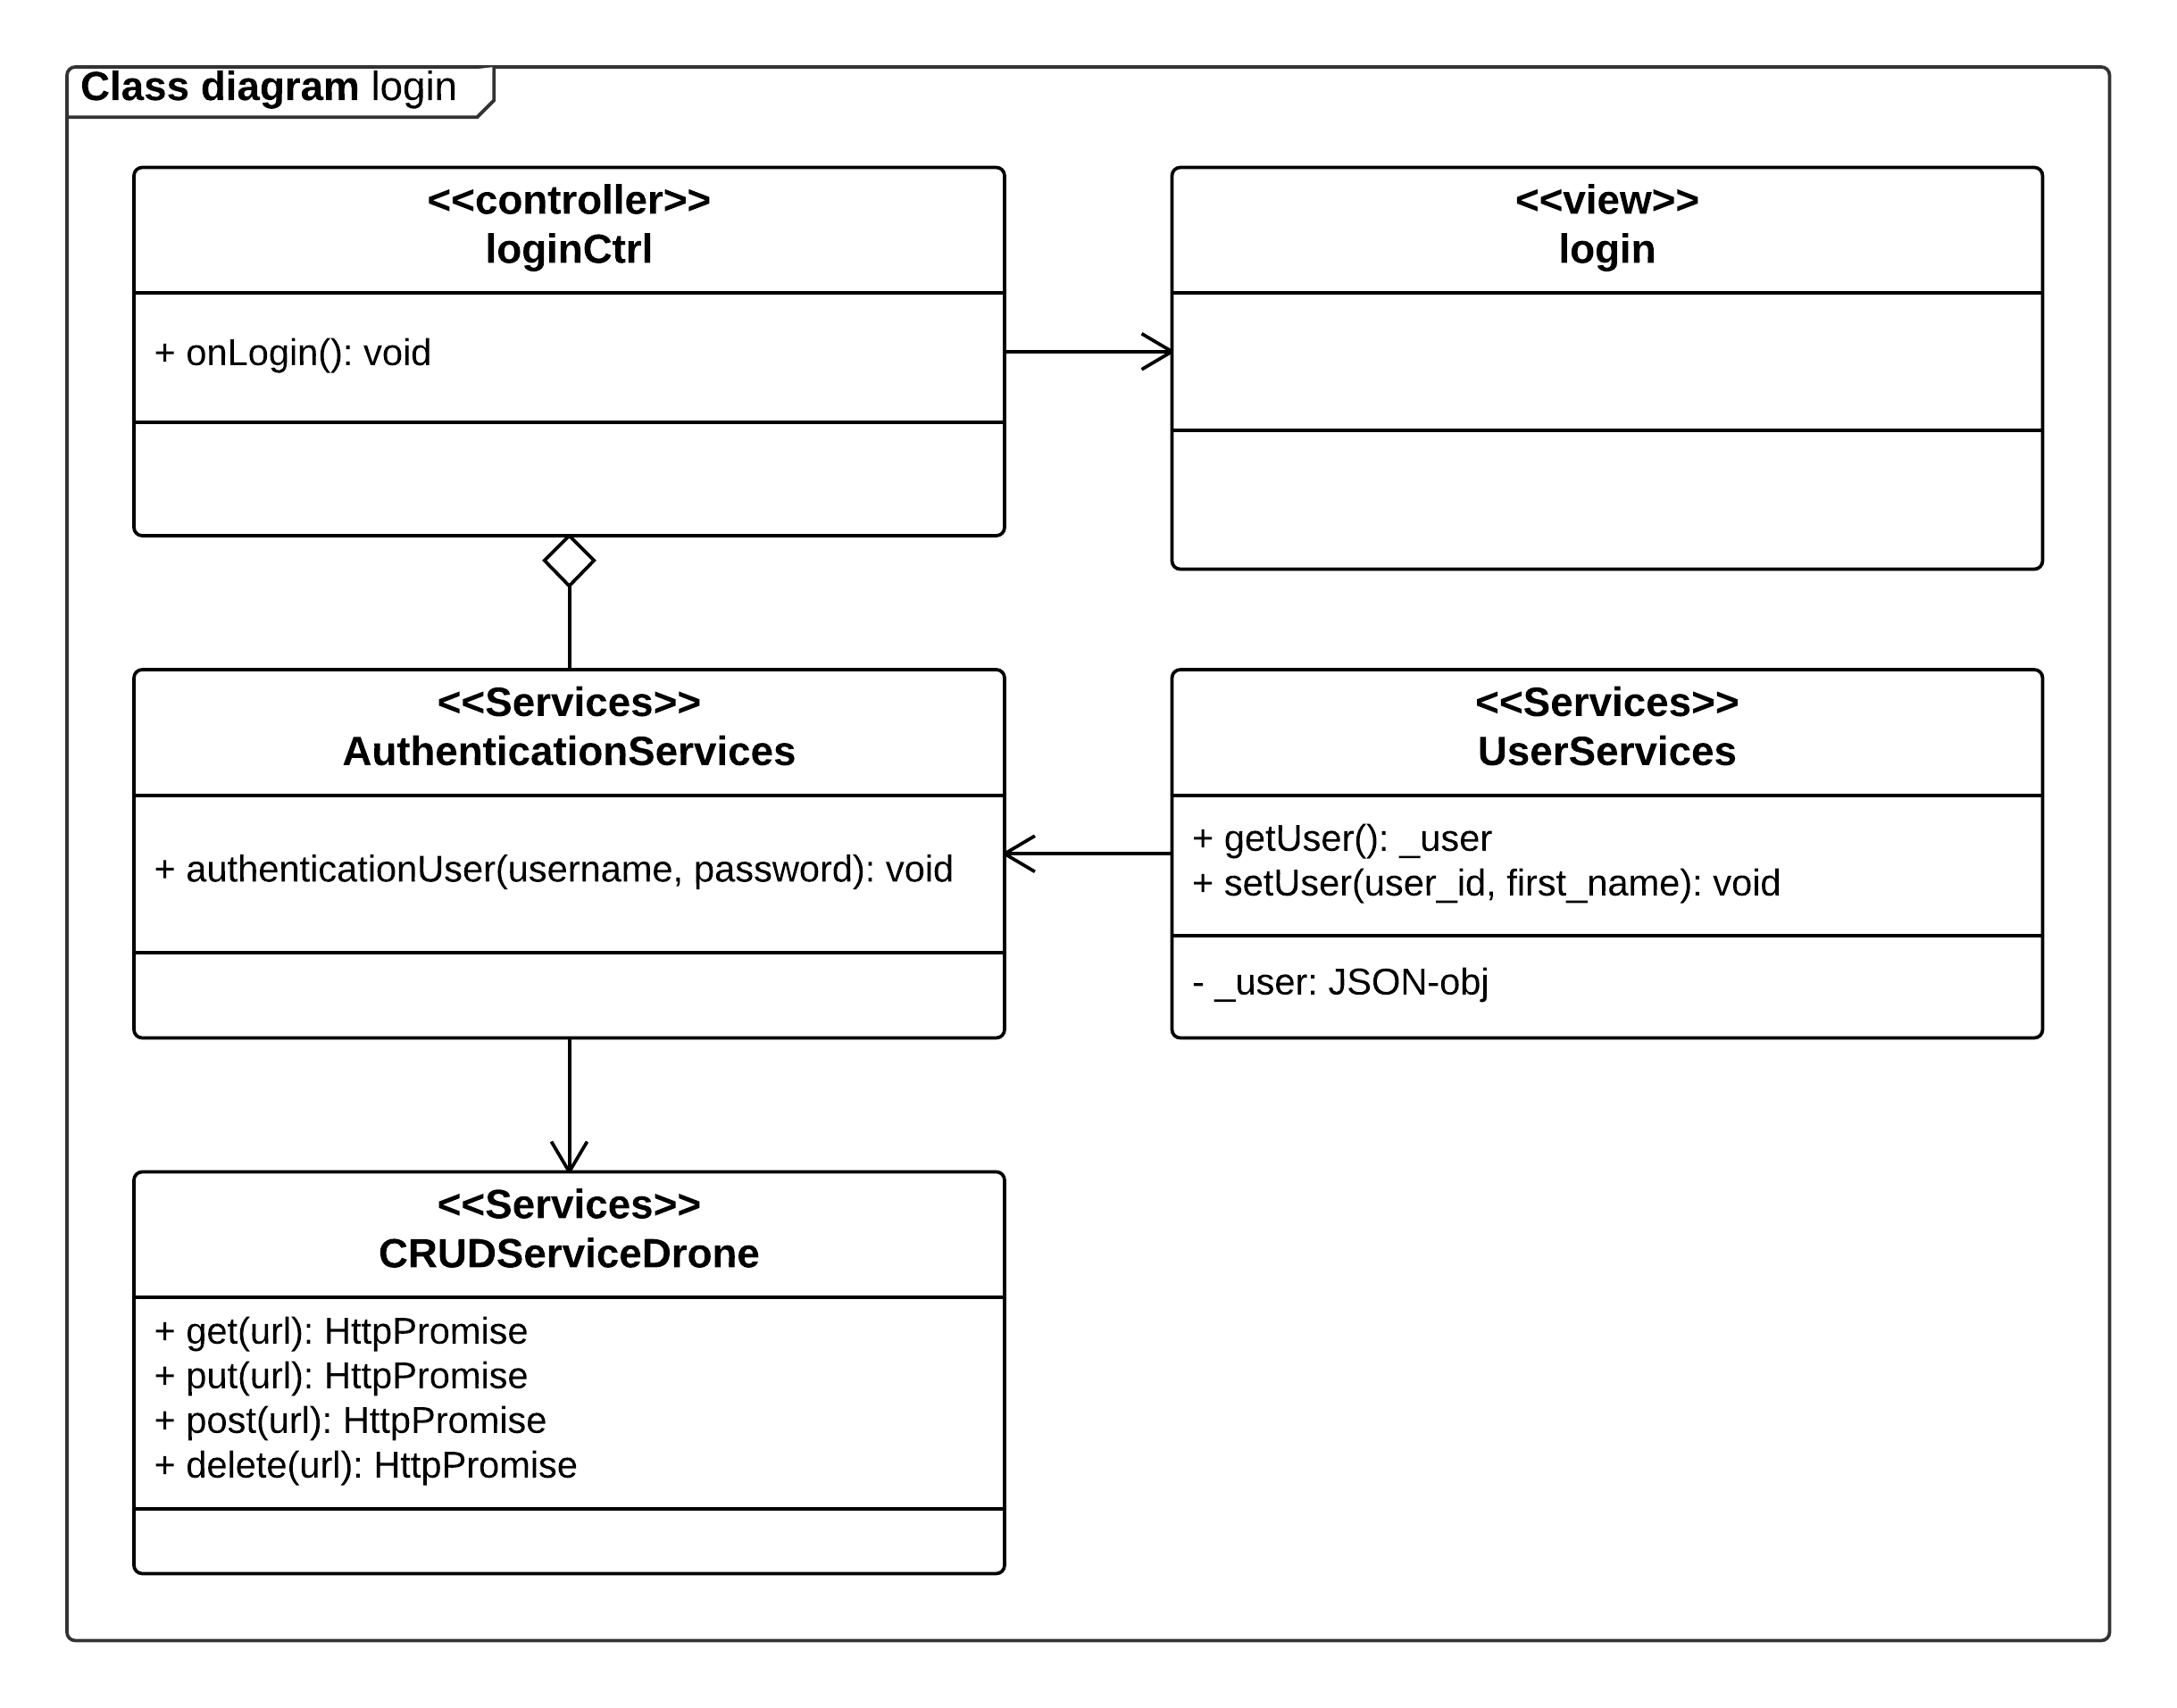 Class diagram login
<<controller>>
loginCtrl
+ onLogin(): void
<<view>>
login
<<Services>>
AuthenticationServices
+ authenticationUser(username, password): void
<<Services>>
UserServices
+ getUser(): _user
+ setUser(user_id, first_name): void
- _user: JSON-obj
<<Services>>
CRUDServiceDrone
+ get(url): HttpPromise
+ put(url): HttpPromise
+ post(url): HttpPromise
+ delete(url): HttpPromise